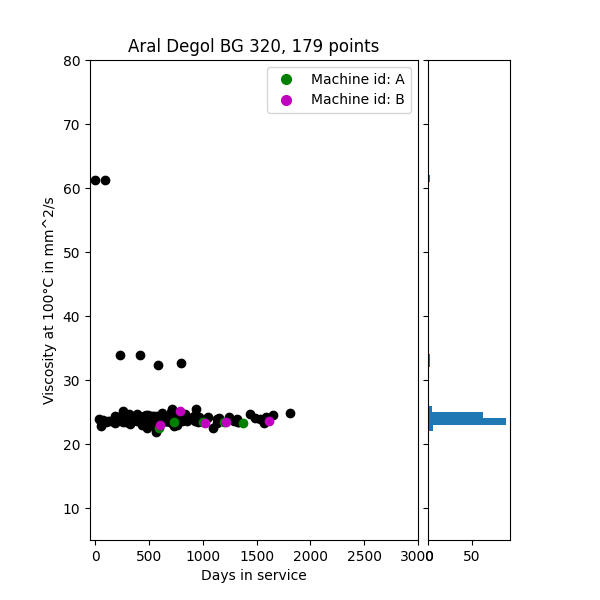 Aral Degol BG 320, 179 points
Machine id: A
Machine id: B
80
70
60
50
40
30
20
10
Viscosity at 100°C in mm^2/s
0 500 1000 1500 2000 2500 3000
0 50
Days in service